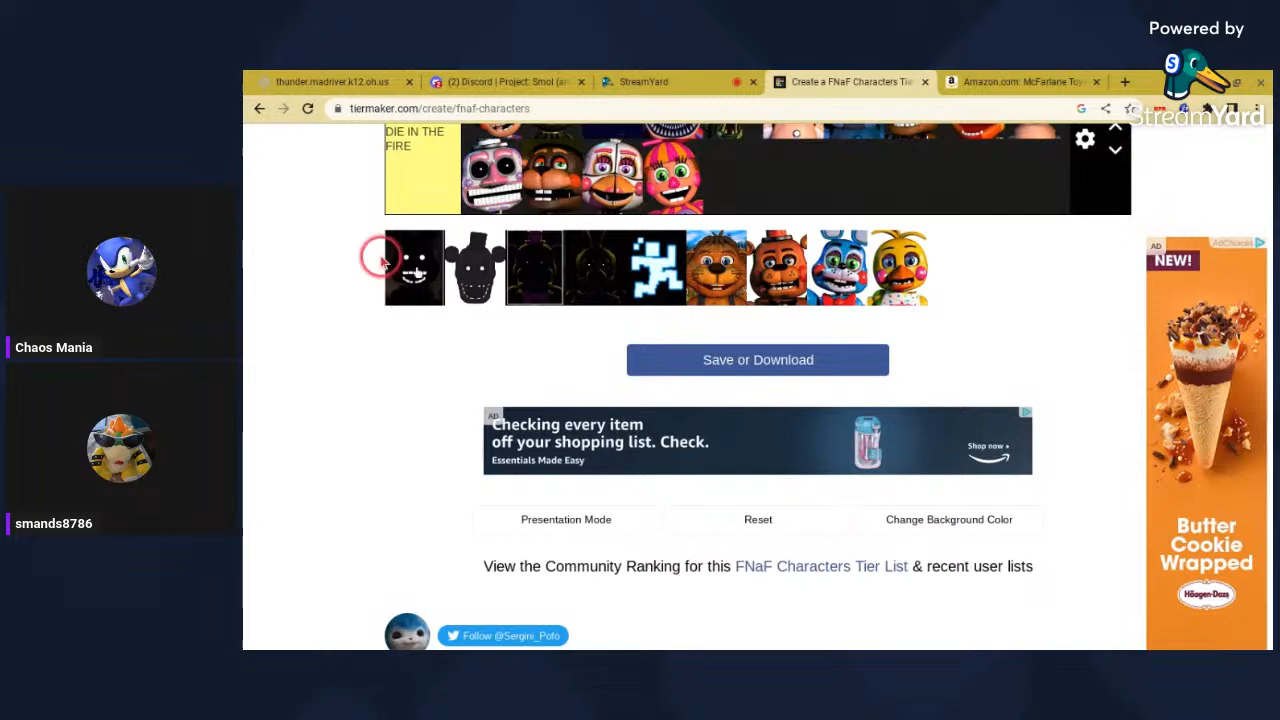 Powered by
StreamYard
thunder.madriver.k12.oh.us
(2) Discord | Project: Smol (an
StreamYard
Create a FNaF Characters Tie
Amazon.com: McFarlane Toy
tiermaker.com/create/fnaf-characters
DIE IN THE
FIRE
Chaos Mania
smands8786
Save or Download
AD
Checking every item
off your shopping list. Check.
Essentials Made Easy
Shop now
Presentation Mode
Reset
Change Background Color
View the Community Ranking for this FNaF Characters Tier List & recent user lists
Follow @Sergini_Pofo
AD
AdChoices
NEW!
Butter
Cookie
Wrapped
Häagen-Dazs